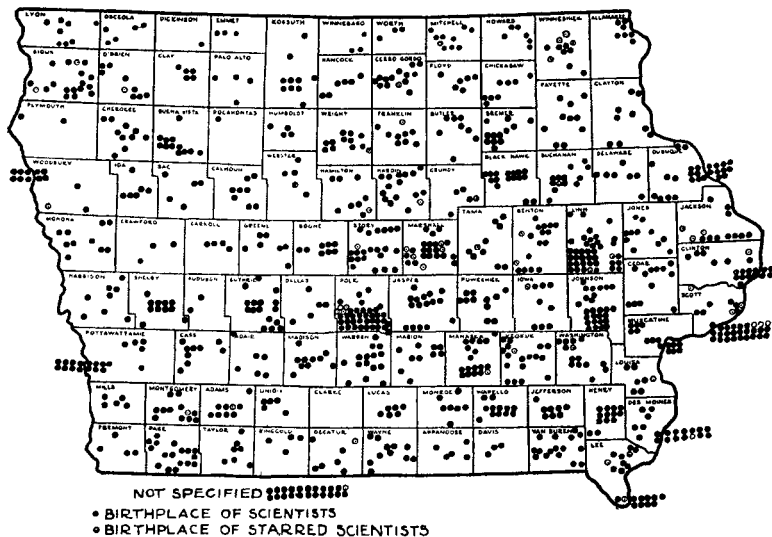 LYON OSCEOLA DICKINSON EMMET KOSSUTH WINNEBAGO WORTH MITCHELL HOWARD WINNESHIEK ALLAMAKEE
SIOUX O'BRIEN CLAY PALO ALTO HANCOCK CERRO GORDO FLOYD CHICKASAW
PLYMOUTH CHEROKEE BUENA VISTA POCAHONTAS HUMBOLDT WRIGHT FRANKLIN BUTLER BREMER FAYETTE CLAYTON
WOODBURY IDA SAC CALHOUN WEBSTER HAMILTON HARDIN GRUNDY BLACK HAWK BUCHANAN DELAWARE DUBUQUE
MONONA CRAWFORD CARROLL GREENE BOONE STORY MARSHALL TAMA BENTON LINN JONES JACKSON
CLINTON
HARRISON SHELBY AUDUBON GUTHRIE DALLAS POLK JASPER POWESHIEK IOWA JOHNSON CEDAR
SCOTT
MUSCATINE
POTTAWATTAMIE CASS ADAIR MADISON WARREN MARION MAHASKA KEOKUK WASHINGTON
LOUISA
MILLS MONTGOMERY ADAMS UNION CLARKE LUCAS MONROE WAPELLO JEFFERSON HENRY DES MOINES
FREMONT PAGE TAYLOR RINGGOLD DECATUR WAYNE APPANOOSE DAVIS VAN BUREN LEE
NOT SPECIFIED
BIRTHPLACE OF SCIENTISTS
BIRTHPLACE OF STARRED SCIENTISTS